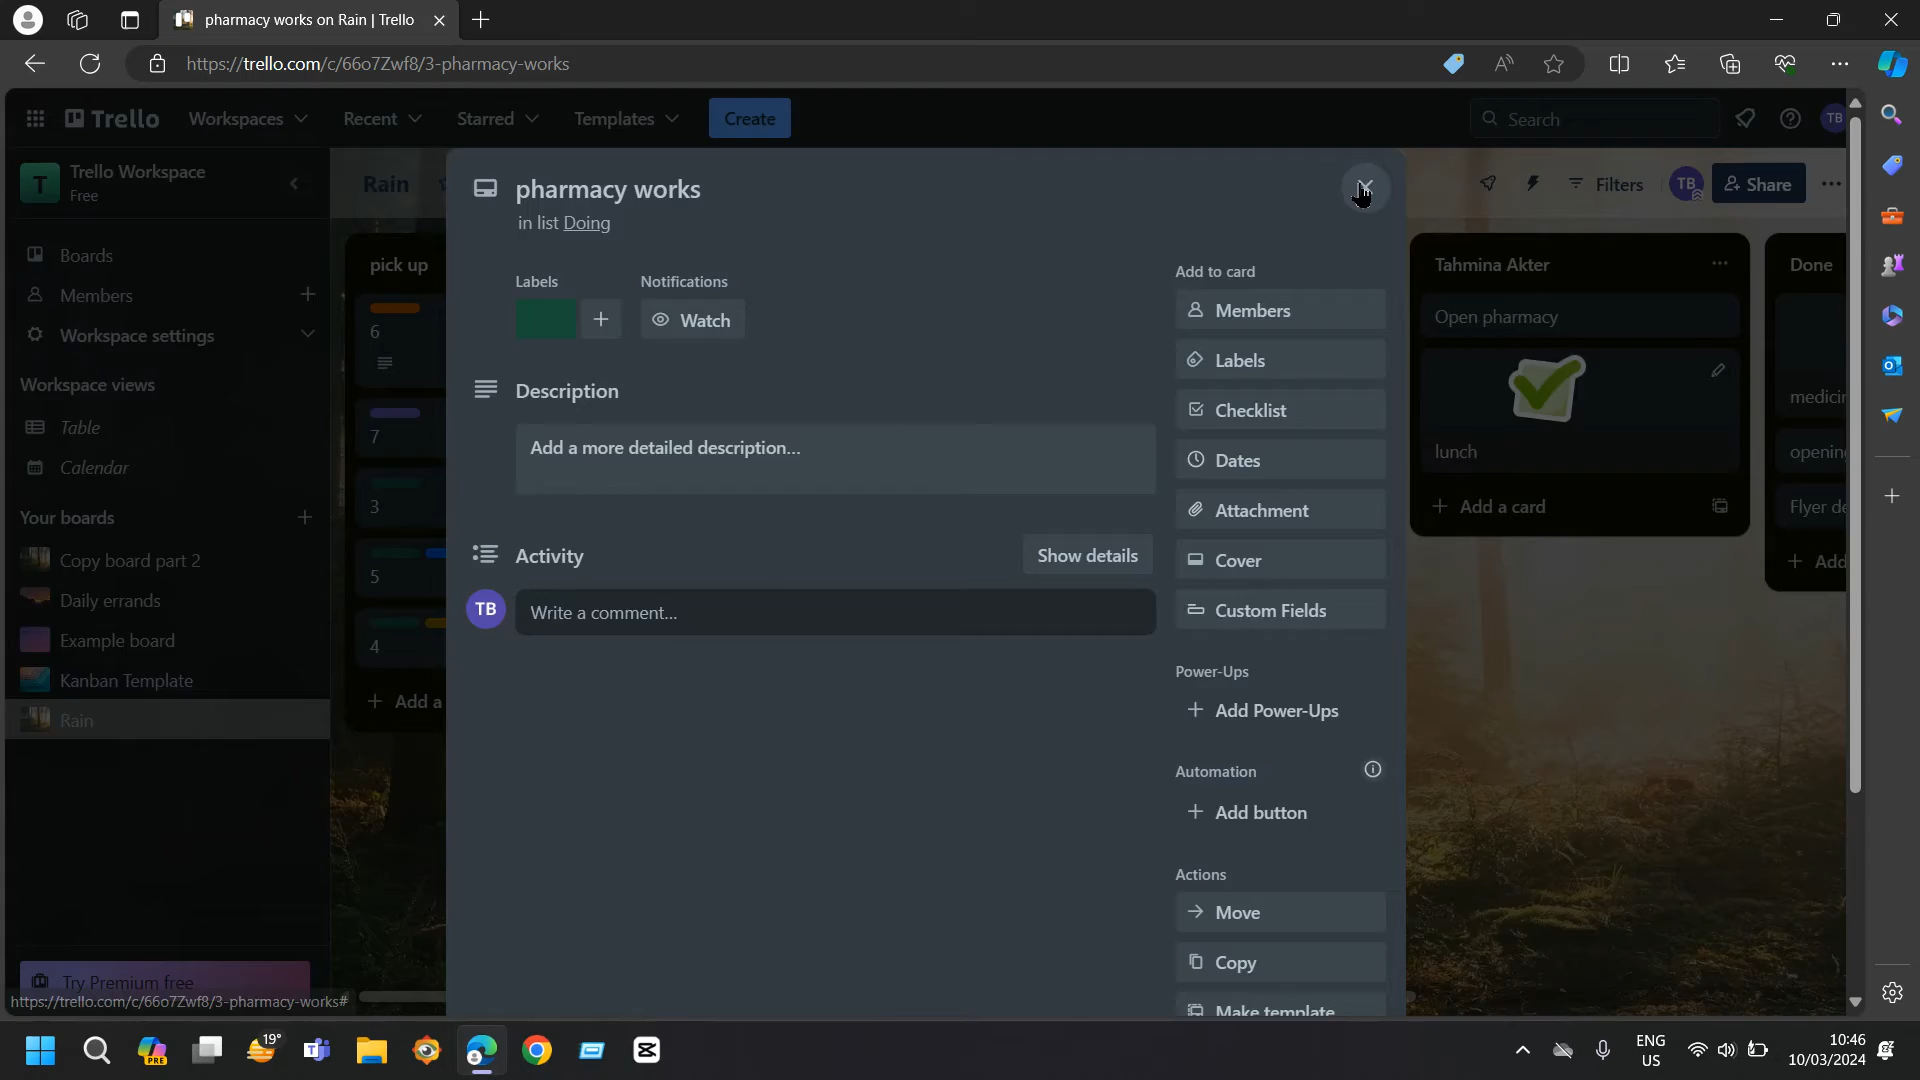 pharmacy works on Rain | Trello
https://trello.com/c/66o7Zwf8/3-pharmacy-works
Trello
Workspaces
Recent
Starred
Templates
Create
Search
TB
T
Trello Workspace
Free
Rain
Filters
TB
Share
Boards
Members
Workspace settings
Workspace views
Table
Calendar
Your boards
Copy board part 2
Daily errands
Example board
Kanban Template
Rain
Try Premium free
https://trello.com/c/66o7Zwf8/3-pharmacy-works#
pick up
6
7
3
5
4
Add a
pharmacy works
in list Doing
Labels
Notifications
Watch
Description
Add a more detailed description...
Activity
Show details
TB
Write a comment...
Add to card
Members
Labels
Checklist
Dates
Attachment
Cover
Custom Fields
Power-Ups
Add Power-Ups
Automation
Add button
Actions
Move
Copy
Make template
Tahmina Akter
Open pharmacy
lunch
Add a card
Done
medicin
opening
Flyer de
Add
PRE
19°
ENG
US
10:46
10/03/2024